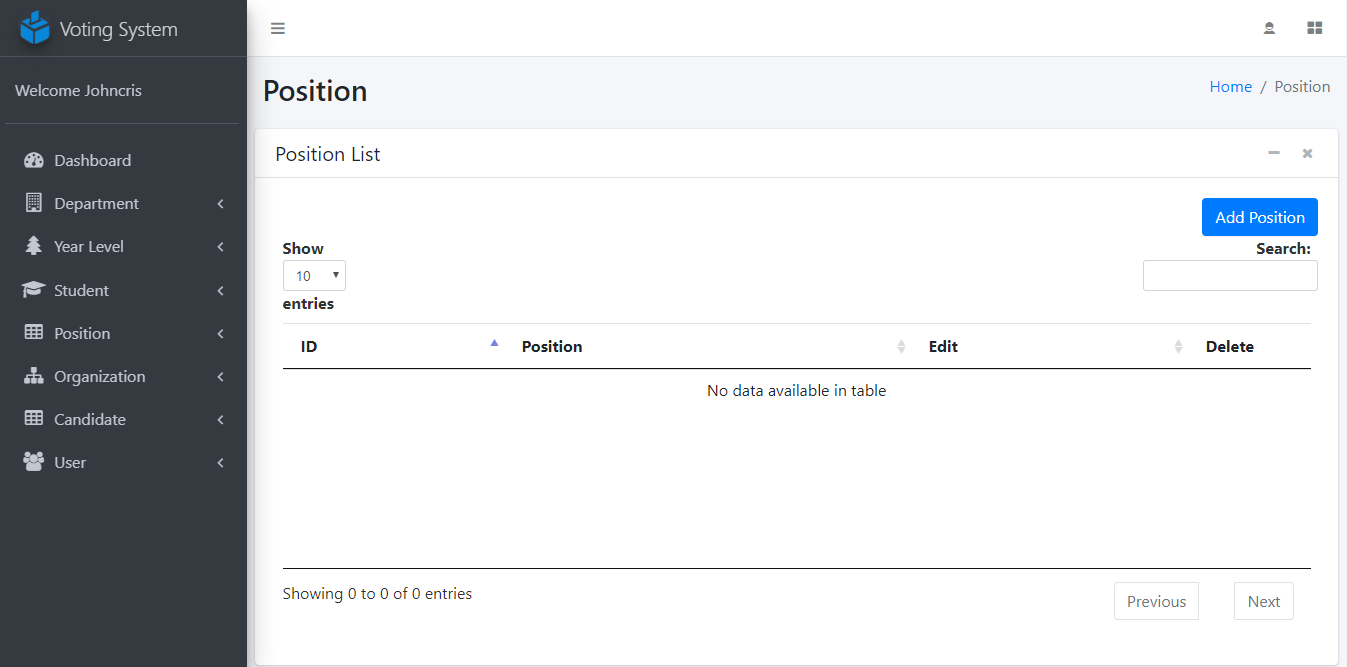 Voting System
Welcome Johncris
Dashboard
Department
Year Level
Student
Position
Organization
Candidate
User
Position
Home / Position
Position List
Add Position
Show
10
entries
Search:
ID Position Edit Delete
No data available in table
Showing 0 to 0 of 0 entries
Previous Next